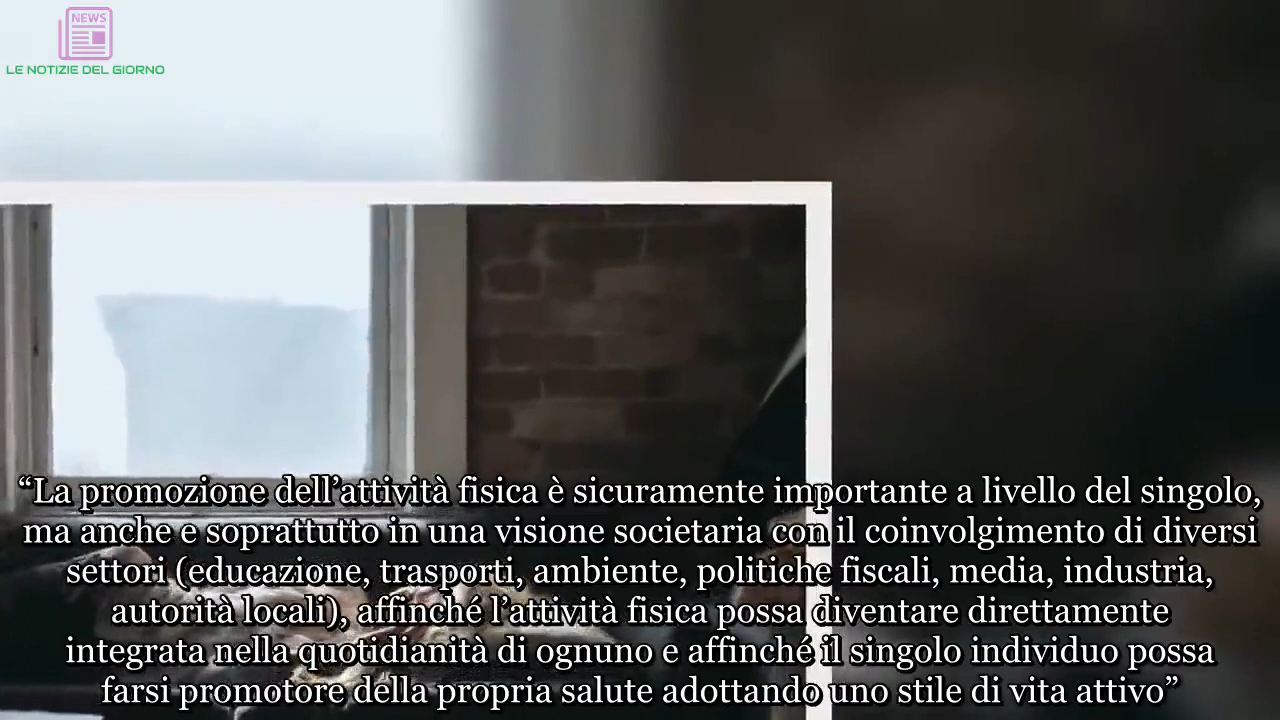 NEWS
LE NOTIZIE DEL GIORNO
“La promozione dell’attività fisica è sicuramente importante a livello del singolo,
ma anche e soprattutto in una visione societaria con il coinvolgimento di diversi
settori (educazione, trasporti, ambiente, politiche fiscali, media, industria,
autorità locali), affinché l’attività fisica possa diventare direttamente
integrata nella quotidianità di ognuno e affinché il singolo individuo possa
farsi promotore della propria salute adottando uno stile di vita attivo”